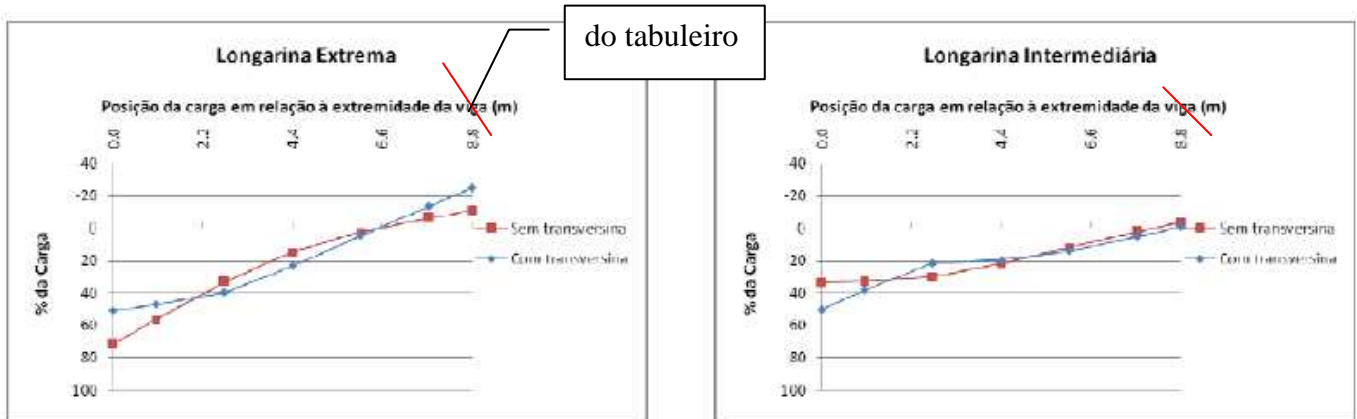 do tabuleiro
Longarina Extrema
Posição da carga em relação à extremidade da viga (m)
0.0 2.2 4.4 6.6 8.8
40
-20
0
20
40
60
80
100
% da Carga
Sem transversina
Com transversina
Longarina Intermediária
Posição da carga em relação à extremidade da viga (m)
0.0 2.2 4.4 6.6 8.8
40
-20
0
20
40
60
80
100
% da Carga
Sem transversina
Com transversina